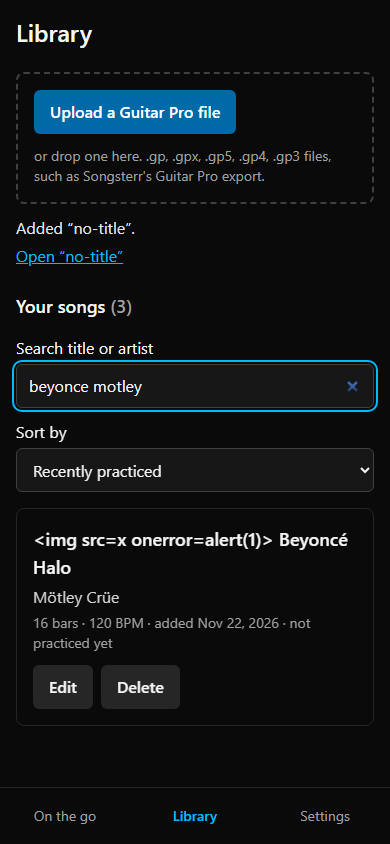 Library
Upload a Guitar Pro file
or drop one here. .gp, .gpx, .gp5, .gp4, .gp3 files,
such as Songsterr's Guitar Pro export.
Added “no-title”.
Open “no-title”
Your songs (3)
Search title or artist
beyonce motley
Sort by
Recently practiced
<img src=x onerror=alert(1)> Beyoncé
Halo
Mötley Crüe
16 bars · 120 BPM · added Nov 22, 2026 · not
practiced yet
Edit Delete
On the go Library Settings